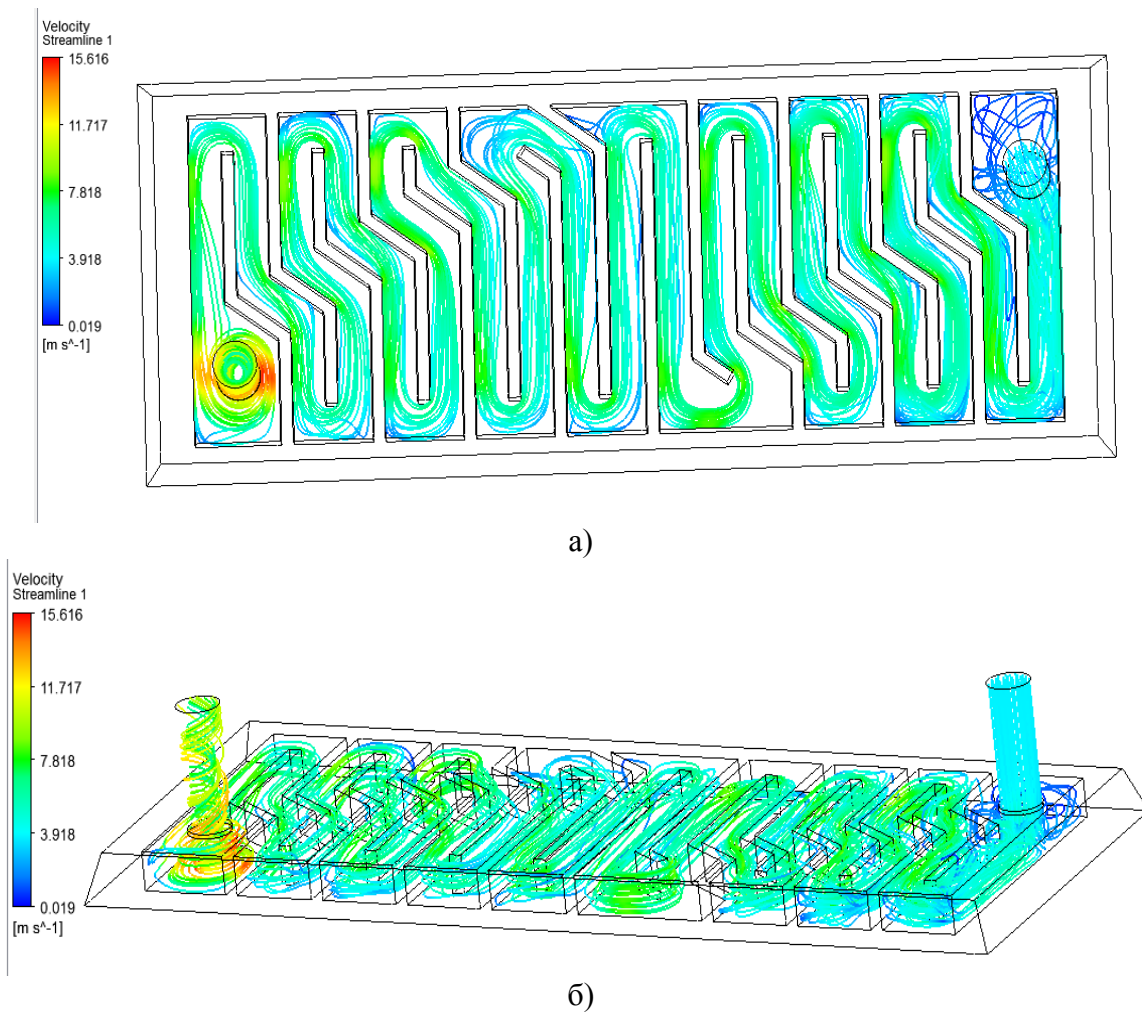 Velocity
Streamline 1
15.616
11.717
7.818
3.918
0.019
[m s^-1]
а)
Velocity
Streamline 1
15.616
11.717
7.818
3.918
0.019
[m s^-1]
б)